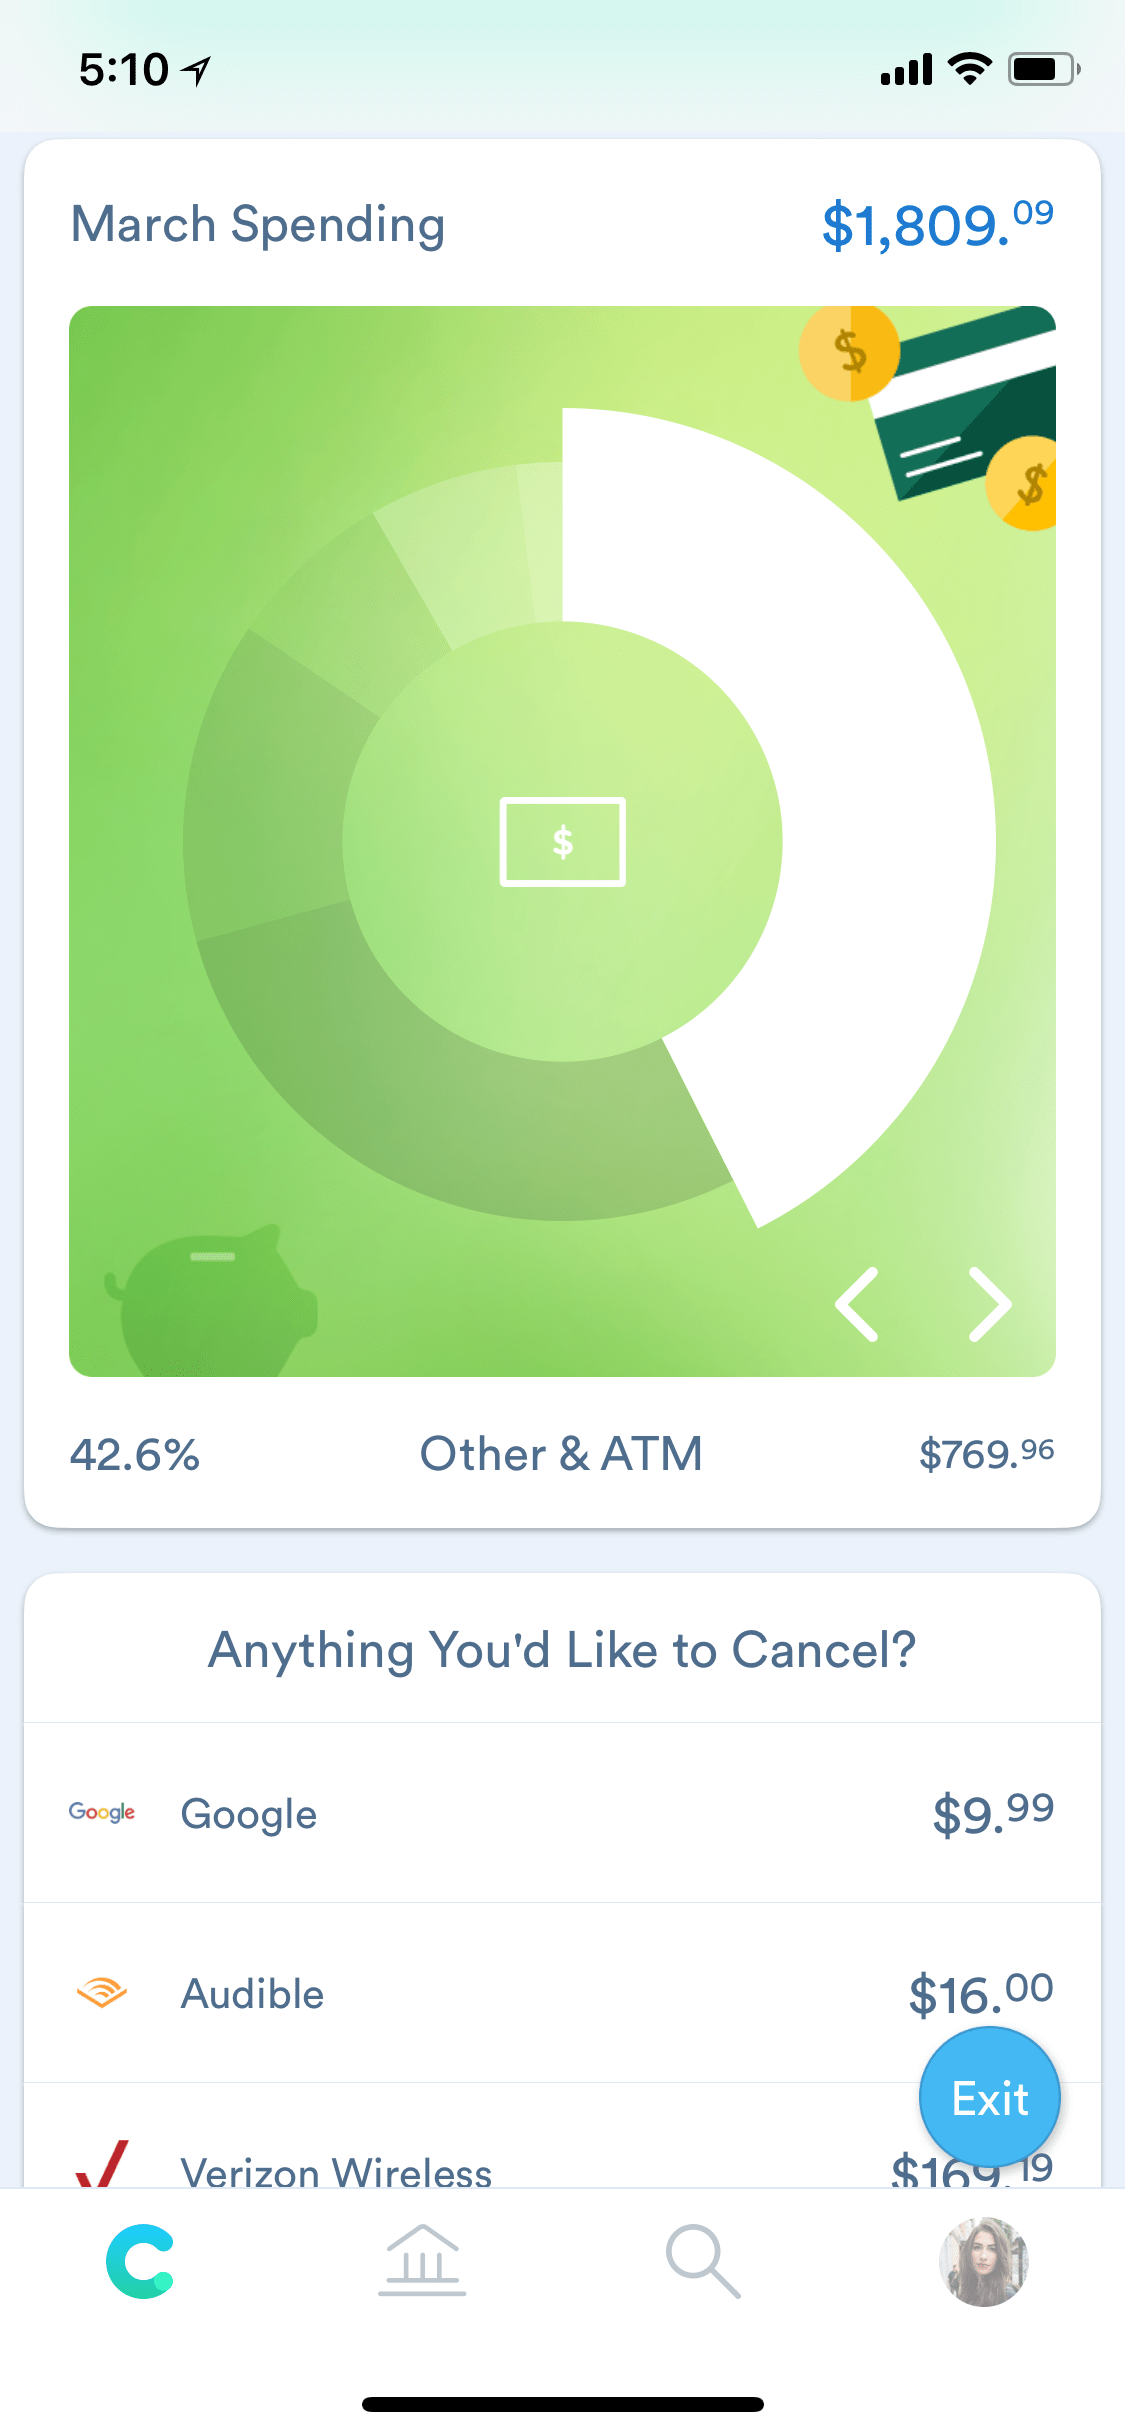 5:10
March Spending $1,809.09
$
$
$
42.6% Other & ATM $769.96
Anything You'd Like to Cancel?
Google Google $9.99
Audible $16.00
Exit
Verizon Wireless $169.19